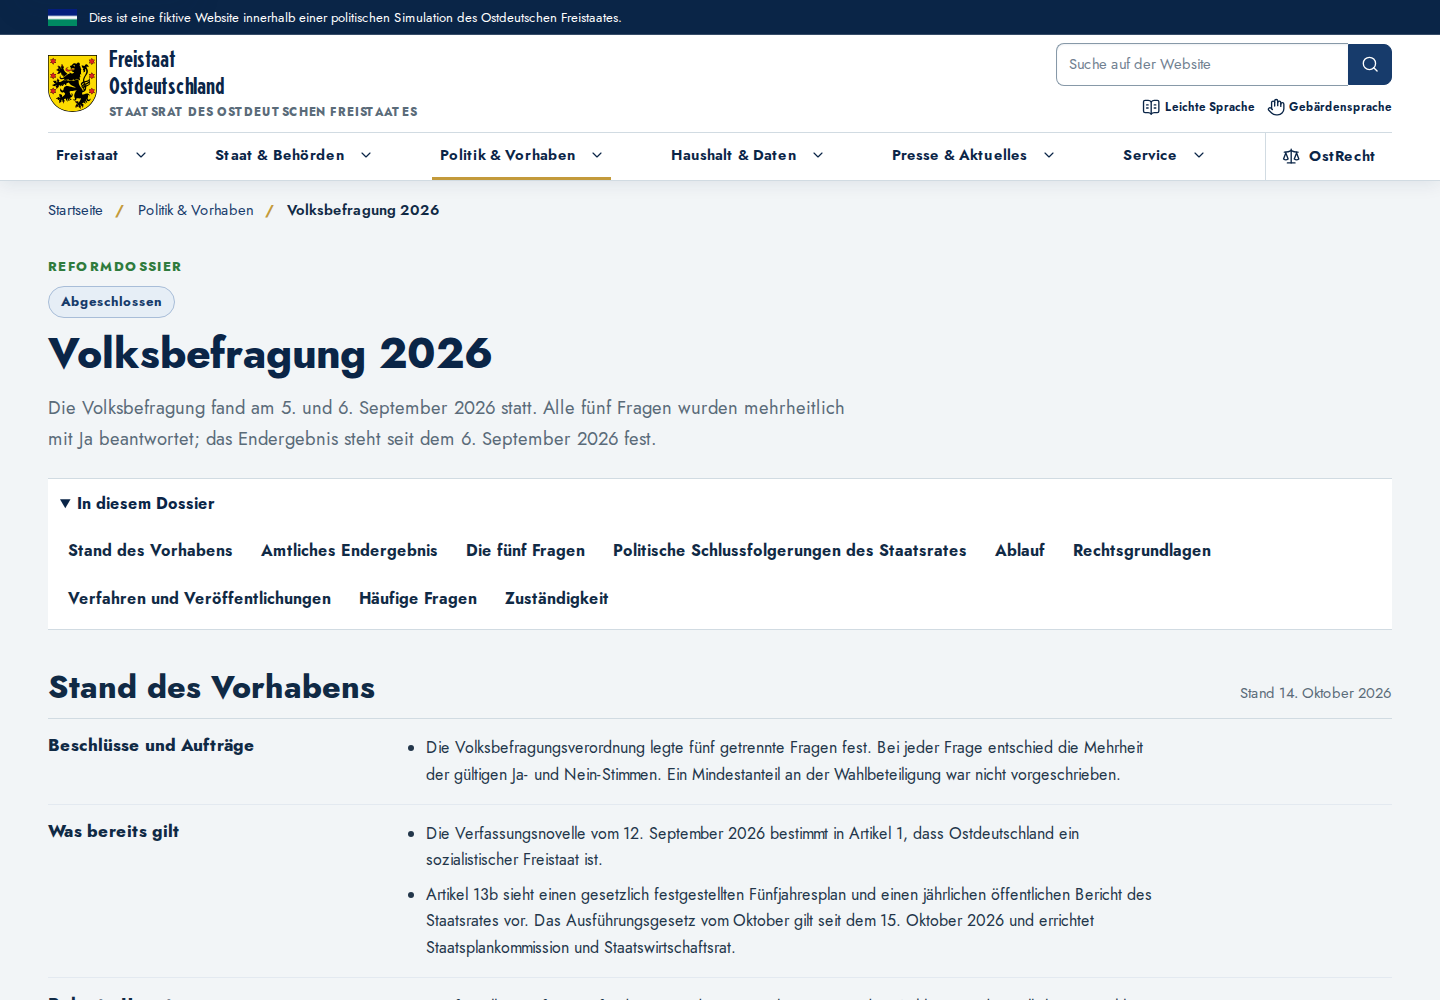 Dies ist eine fiktive Website innerhalb einer politischen Simulation des Ostdeutschen Freistaates.
Freistaat
Ostdeutschland
STAATSRAT DES OSTDEUTSCHEN FREISTAATES
Suche auf der Website
Leichte Sprache
Gebärdensprache
Freistaat
Staat & Behörden
Politik & Vorhaben
Haushalt & Daten
Presse & Aktuelles
Service
OstRecht
Startseite / Politik & Vorhaben / Volksbefragung 2026
REFORMDOSSIER
Abgeschlossen
Volksbefragung 2026
Die Volksbefragung fand am 5. und 6. September 2026 statt. Alle fünf Fragen wurden mehrheitlich
mit Ja beantwortet; das Endergebnis steht seit dem 6. September 2026 fest.
In diesem Dossier
Stand des Vorhabens Amtliches Endergebnis Die fünf Fragen Politische Schlussfolgerungen des Staatsrates Ablauf Rechtsgrundlagen
Verfahren und Veröffentlichungen Häufige Fragen Zuständigkeit
Stand des Vorhabens
Stand 14. Oktober 2026
Beschlüsse und Aufträge
Die Volksbefragungsverordnung legte fünf getrennte Fragen fest. Bei jeder Frage entschied die Mehrheit
der gültigen Ja- und Nein-Stimmen. Ein Mindestanteil an der Wahlbeteiligung war nicht vorgeschrieben.
Was bereits gilt
Die Verfassungsnovelle vom 12. September 2026 bestimmt in Artikel 1, dass Ostdeutschland ein
sozialistischer Freistaat ist.
Artikel 13b sieht einen gesetzlich festgestellten Fünfjahresplan und einen jährlichen öffentlichen Bericht des
Staatsrates vor. Das Ausführungsgesetz vom Oktober gilt seit dem 15. Oktober 2026 und errichtet
Staatsplankommission und Staatswirtschaftsrat.